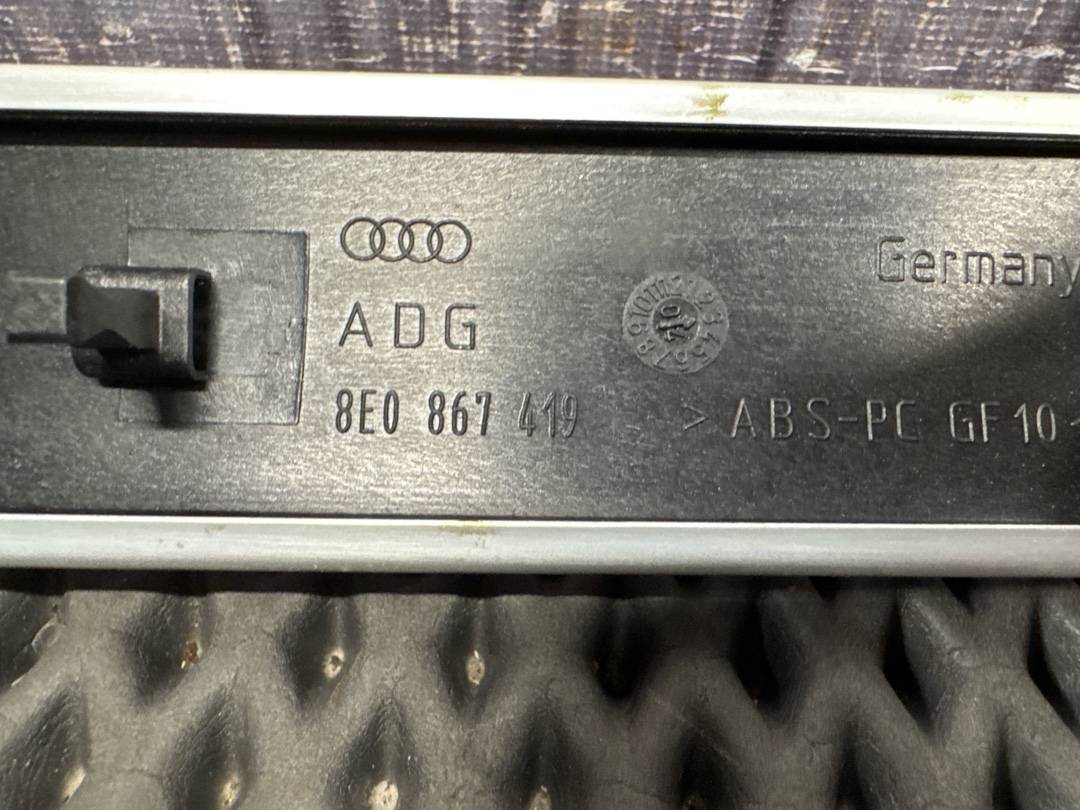 Germany
ADG
8E0 867 419
> ABS-PC GF10 <